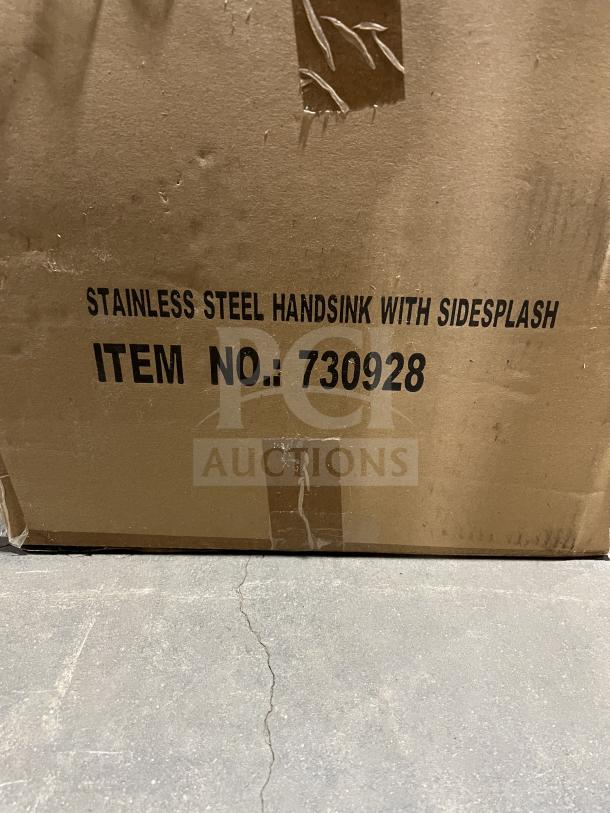 STAINLESS STEEL HANDSINK WITH SIDESPLASH
ITEM NO.: 730928
PCI
AUCTIONS